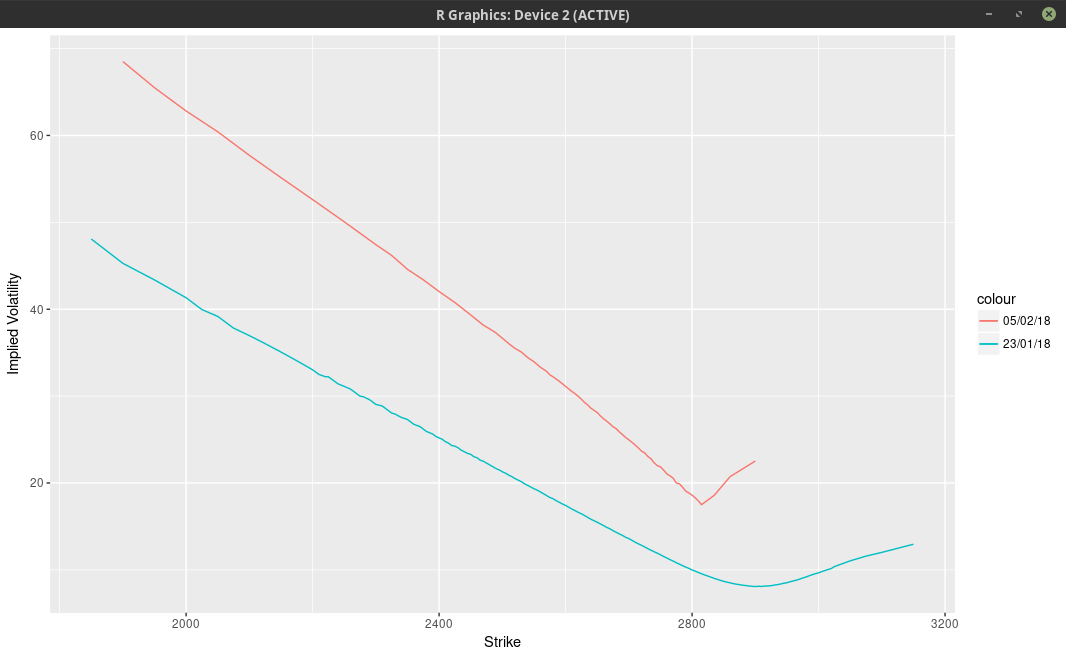 R Graphics: Device 2 (ACTIVE)
60
40
20
Implied Volatility
2000 2400 2800 3200
Strike
colour
05/02/18
23/01/18